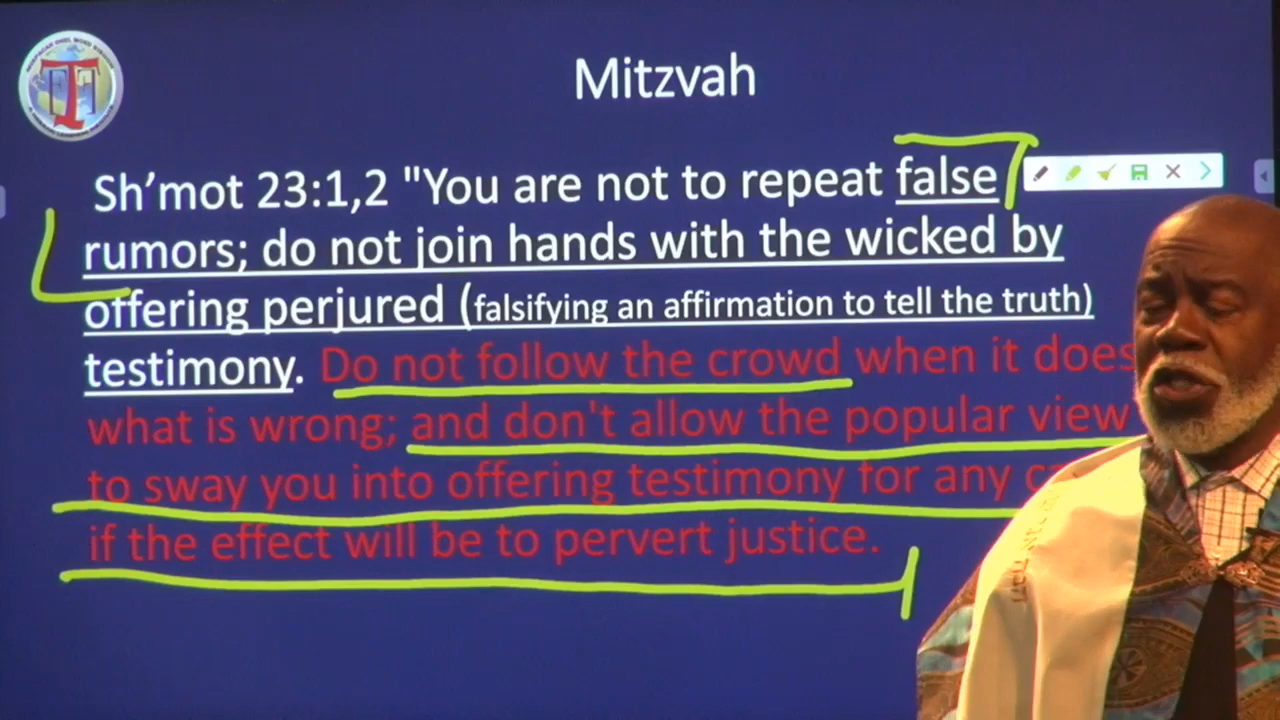 Mitzvah
Sh’mot 23:1,2 "You are not to repeat false
rumors; do not join hands with the wicked by
offering perjured (falsifying an affirmation to tell the truth)
testimony. Do not follow the crowd when it does
what is wrong; and don't allow the popular view
to sway you into offering testimony for any
if the effect will be to pervert justice.